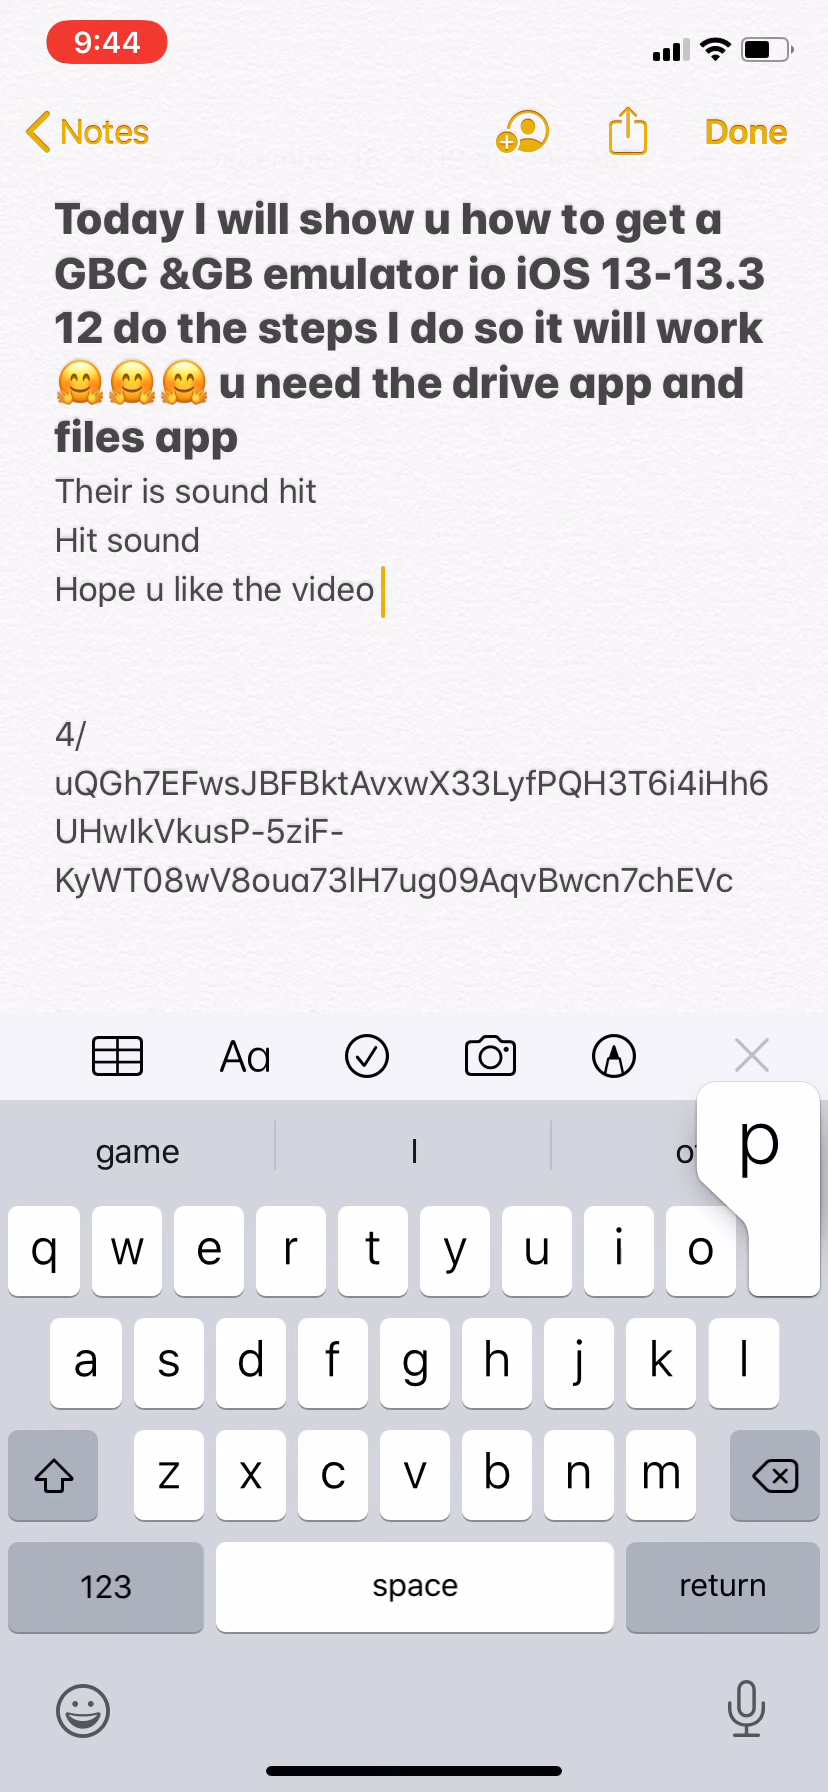 9:44
Notes
Done
Today I will show u how to get a
GBC &GB emulator io iOS 13-13.3
12 do the steps I do so it will work
🤗🤗🤗 u need the drive app and
files app
Their is sound hit
Hit sound
Hope u like the video
4/
uQGh7EFwsJBFBktAvxwX33LyfPQH3T6i4iHh6
UHwIkVkusP-5ziF-
KyWT08wV8oua73lH7ug09AqvBwcn7chEVc
Aa
game I
p
q w e r t y u i o
a s d f g h j k l
z x c v b n m
123 space return